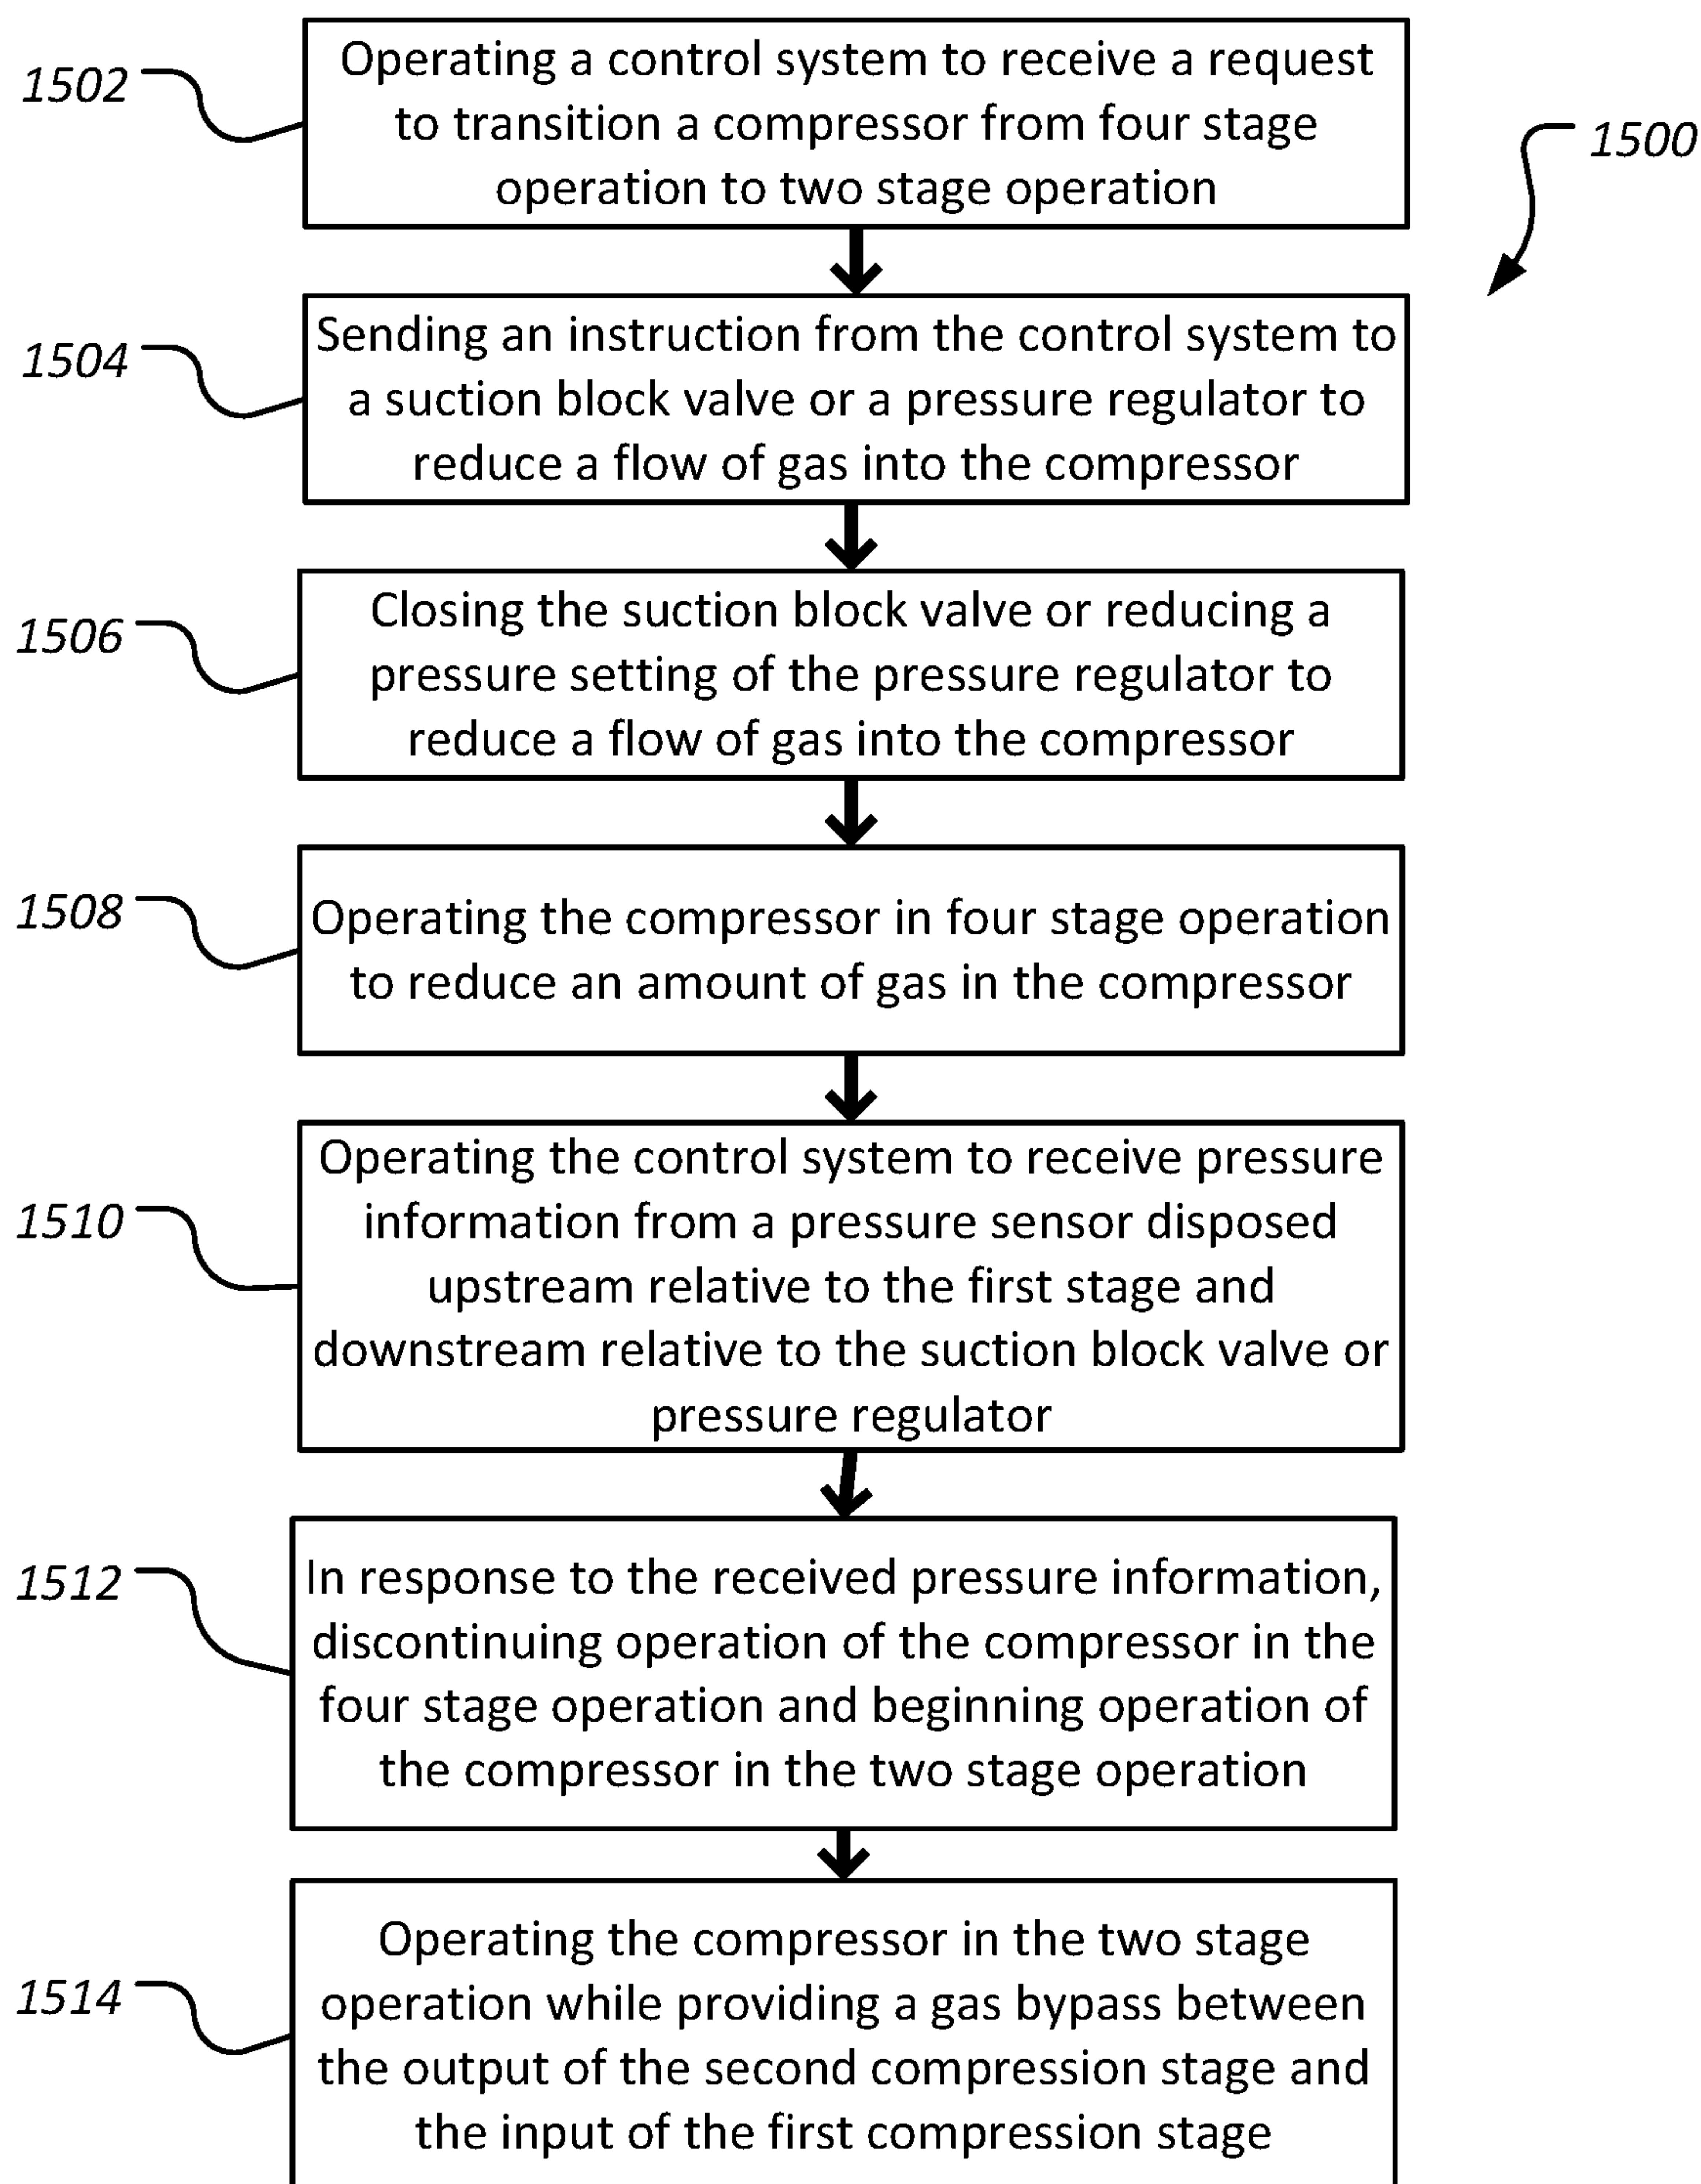 1502
Operating a control system to receive a request
to transition a compressor from four stage
operation to two stage operation
1500
1504
Sending an instruction from the control system to
a suction block valve or a pressure regulator to
reduce a flow of gas into the compressor
1506
Closing the suction block valve or reducing a
pressure setting of the pressure regulator to
reduce a flow of gas into the compressor
1508
Operating the compressor in four stage operation
to reduce an amount of gas in the compressor
1510
Operating the control system to receive pressure
information from a pressure sensor disposed
upstream relative to the first stage and
downstream relative to the suction block valve or
pressure regulator
1512
In response to the received pressure information,
discontinuing operation of the compressor in the
four stage operation and beginning operation of
the compressor in the two stage operation
1514
Operating the compressor in the two stage
operation while providing a gas bypass between
the output of the second compression stage and
the input of the first compression stage